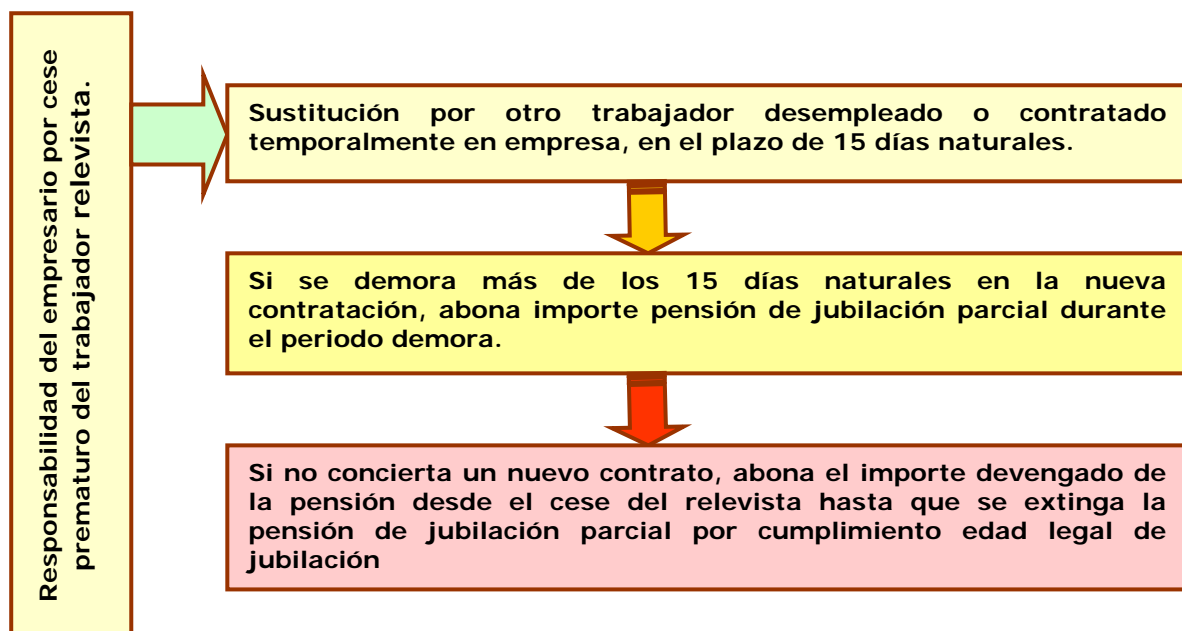 Responsabilidad del empresario por cese
prematuro del trabajador relevista.
Sustitución por otro trabajador desempleado o contratado
temporalmente en empresa, en el plazo de 15 días naturales.
Si se demora más de los 15 días naturales en la nueva
contratación, abona importe pensión de jubilación parcial durante
el periodo demora.
Si no concierta un nuevo contrato, abona el importe devengado de
la pensión desde el cese del relevista hasta que se extinga la
pensión de jubilación parcial por cumplimiento edad legal de
jubilación